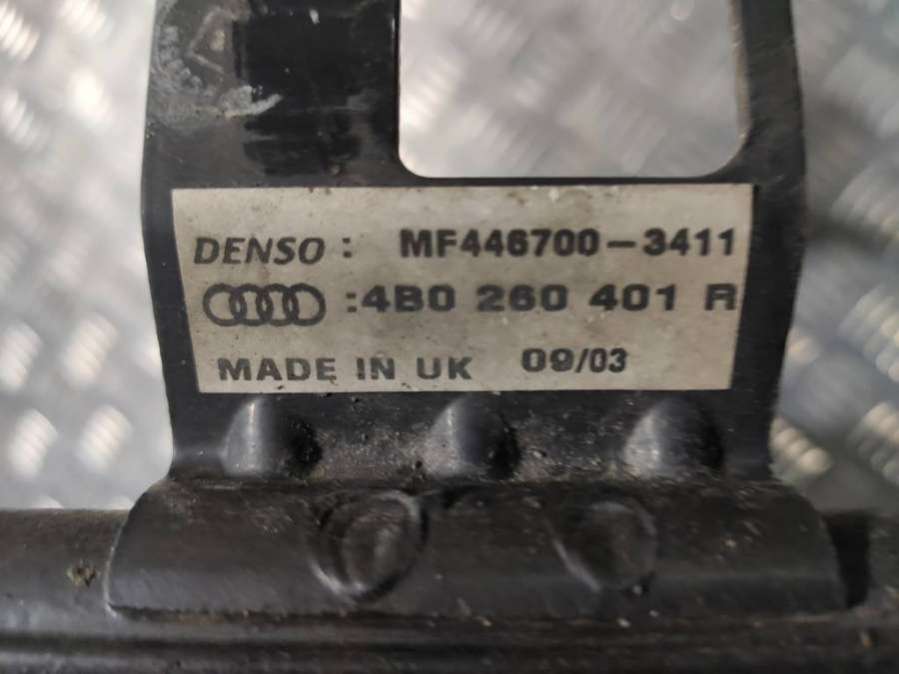 DENSO : MF446700-3411
:4B0 260 401 R
MADE IN UK 09/03